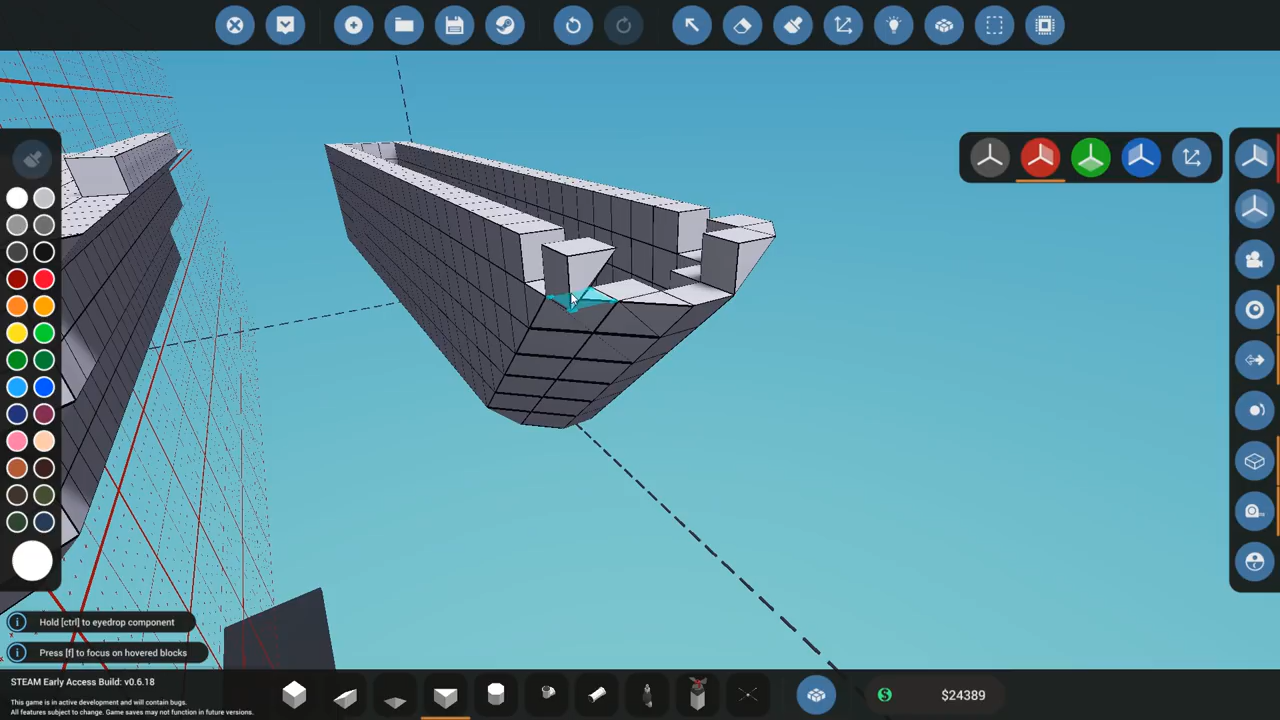 Hold [ctrl] to eyedrop component
Press [f] to focus on hovered blocks
STEAM Early Access Build: v0.6.18
This game is in active development and will contain bugs.
All features subject to change. Game saves may not function in future versions.
$ $24389